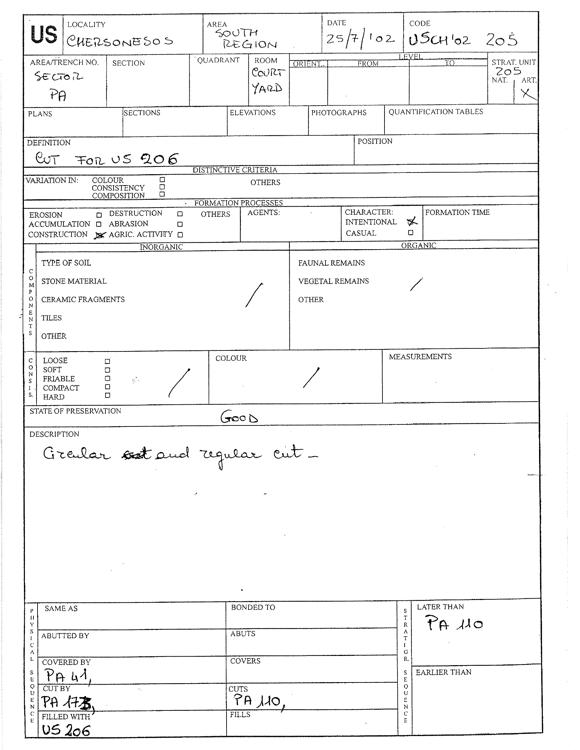 US
LOCALITY
CHERSONESOS
AREA
SOUTH
REGION
DATE
25/7/'02
CODE
USCH'02 205
AREA/TRENCH NO.
SECTOR
PA
SECTION
QUADRANT
ROOM
COURT
YARD
LEVEL
ORIENT.
FROM
TO
STRAT. UNIT
205
NAT.
ART.
X
PLANS
SECTIONS
ELEVATIONS
PHOTOGRAPHS
QUANTIFICATION TABLES
DEFINITION
CUT FOR US 206
POSITION
DISTINCTIVE CRITERIA
VARIATION IN:
COLOUR
CONSISTENCY
COMPOSITION
OTHERS
FORMATION PROCESSES
EROSION
DESTRUCTION
ACCUMULATION
ABRASION
CONSTRUCTION
AGRIC. ACTIVITY
OTHERS
AGENTS:
CHARACTER:
INTENTIONAL
CASUAL
FORMATION TIME
COMPONENTS
INORGANIC
TYPE OF SOIL
STONE MATERIAL
CERAMIC FRAGMENTS
TILES
OTHER
ORGANIC
FAUNAL REMAINS
VEGETAL REMAINS
OTHER
CONSIS.
LOOSE
SOFT
FRIABLE
COMPACT
HARD
COLOUR
MEASUREMENTS
STATE OF PRESERVATION
GOOD
DESCRIPTION
Circular and regular cut –
PHYSICAL SEQUENCE
SAME AS
BONDED TO
ABUTTED BY
ABUTS
COVERED BY
PA 41,
COVERS
CUT BY
CUTS
PA 110,
FILLED WITH
US 206
FILLS
STRATIGR. SEQUENCE
LATER THAN
PA 110
EARLIER THAN